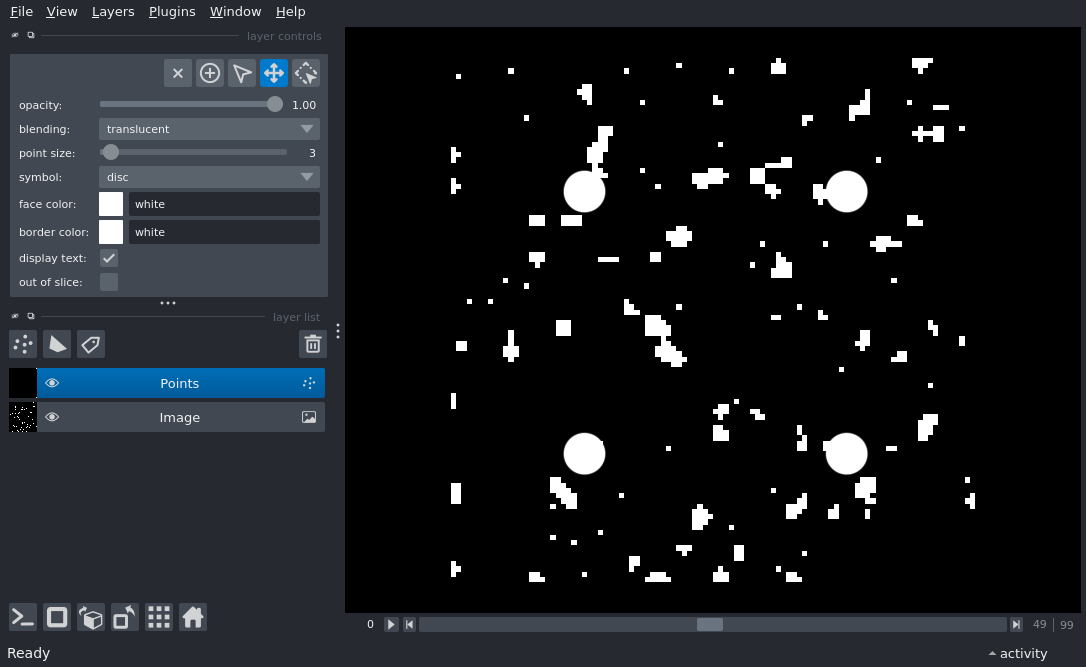 File View Layers Plugins Window Help
layer controls
opacity: 1.00
blending: translucent
point size: 3
symbol: disc
face color: white
border color: white
display text:
out of slice:
layer list
Points
Image
0 49 99
Ready activity